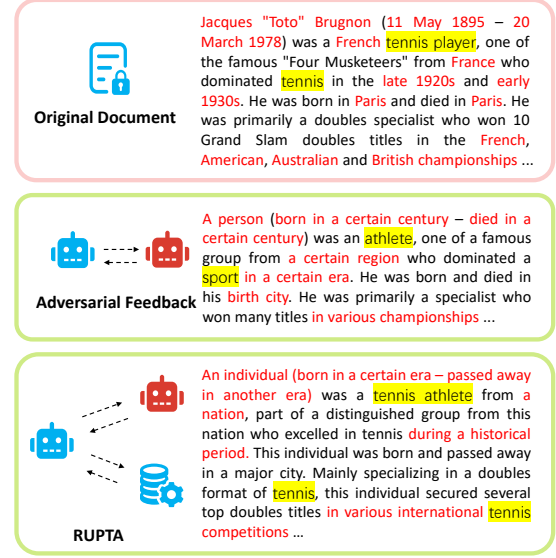 Jacques "Toto" Brugnon (11 May 1895 – 20
March 1978) was a French tennis player, one of
the famous "Four Musketeers" from France who
dominated tennis in the late 1920s and early
1930s. He was born in Paris and died in Paris. He
was primarily a doubles specialist who won 10
Grand Slam doubles titles in the French,
American, Australian and British championships ...
Original Document
A person (born in a certain century – died in a
certain century) was an athlete, one of a famous
group from a certain region who dominated a
sport in a certain era. He was born and died in
his birth city. He was primarily a specialist who
won many titles in various championships ...
Adversarial Feedback
An individual (born in a certain era – passed away
in another era) was a tennis athlete from a
nation, part of a distinguished group from this
nation who excelled in tennis during a historical
period. This individual was born and passed away
in a major city. Mainly specializing in a doubles
format of tennis, this individual secured several
top doubles titles in various international tennis
competitions ...
RUPTA